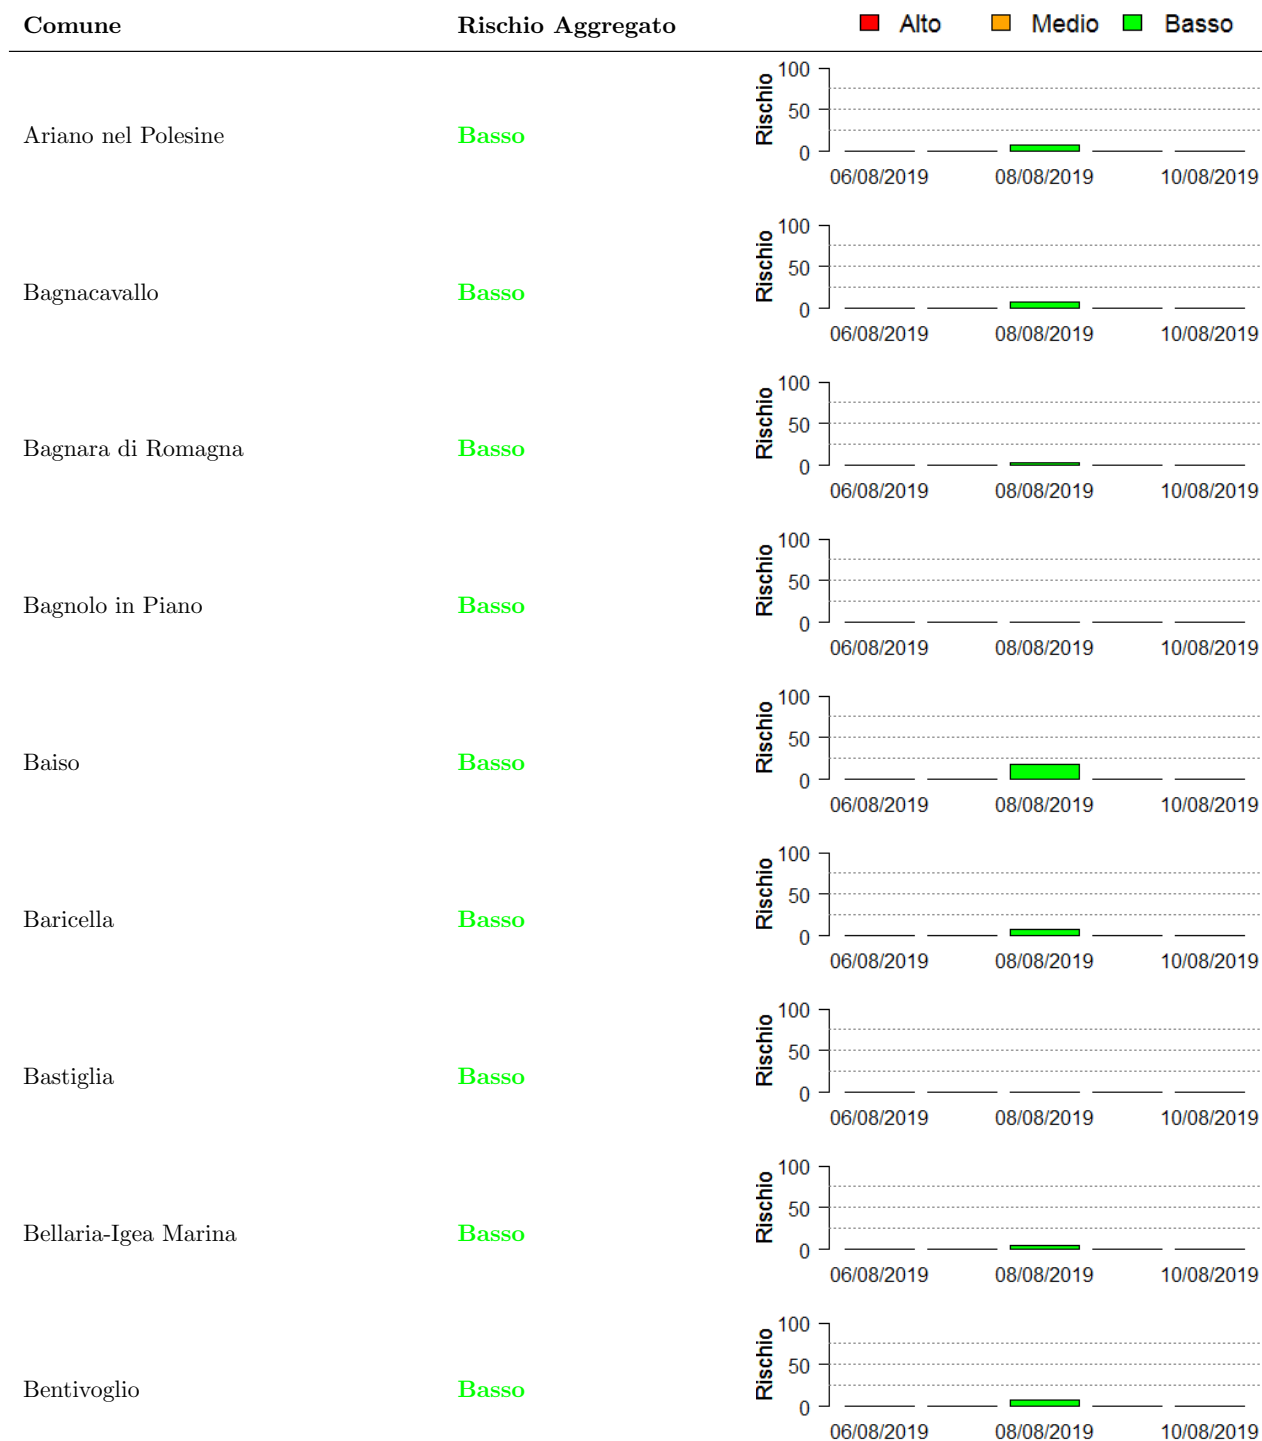 Comune Rischio Aggregato Alto Medio Basso
100
50
0
Rischio
Ariano nel Polesine Basso
06/08/2019 08/08/2019 10/08/2019
100
50
0
Rischio
Bagnacavallo Basso
06/08/2019 08/08/2019 10/08/2019
100
50
0
Rischio
Bagnara di Romagna Basso
06/08/2019 08/08/2019 10/08/2019
100
50
0
Rischio
Bagnolo in Piano Basso
06/08/2019 08/08/2019 10/08/2019
100
50
0
Rischio
Baiso Basso
06/08/2019 08/08/2019 10/08/2019
100
50
0
Rischio
Baricella Basso
06/08/2019 08/08/2019 10/08/2019
100
50
0
Rischio
Bastiglia Basso
06/08/2019 08/08/2019 10/08/2019
100
50
0
Rischio
Bellaria-Igea Marina Basso
06/08/2019 08/08/2019 10/08/2019
100
50
0
Rischio
Bentivoglio Basso
06/08/2019 08/08/2019 10/08/2019